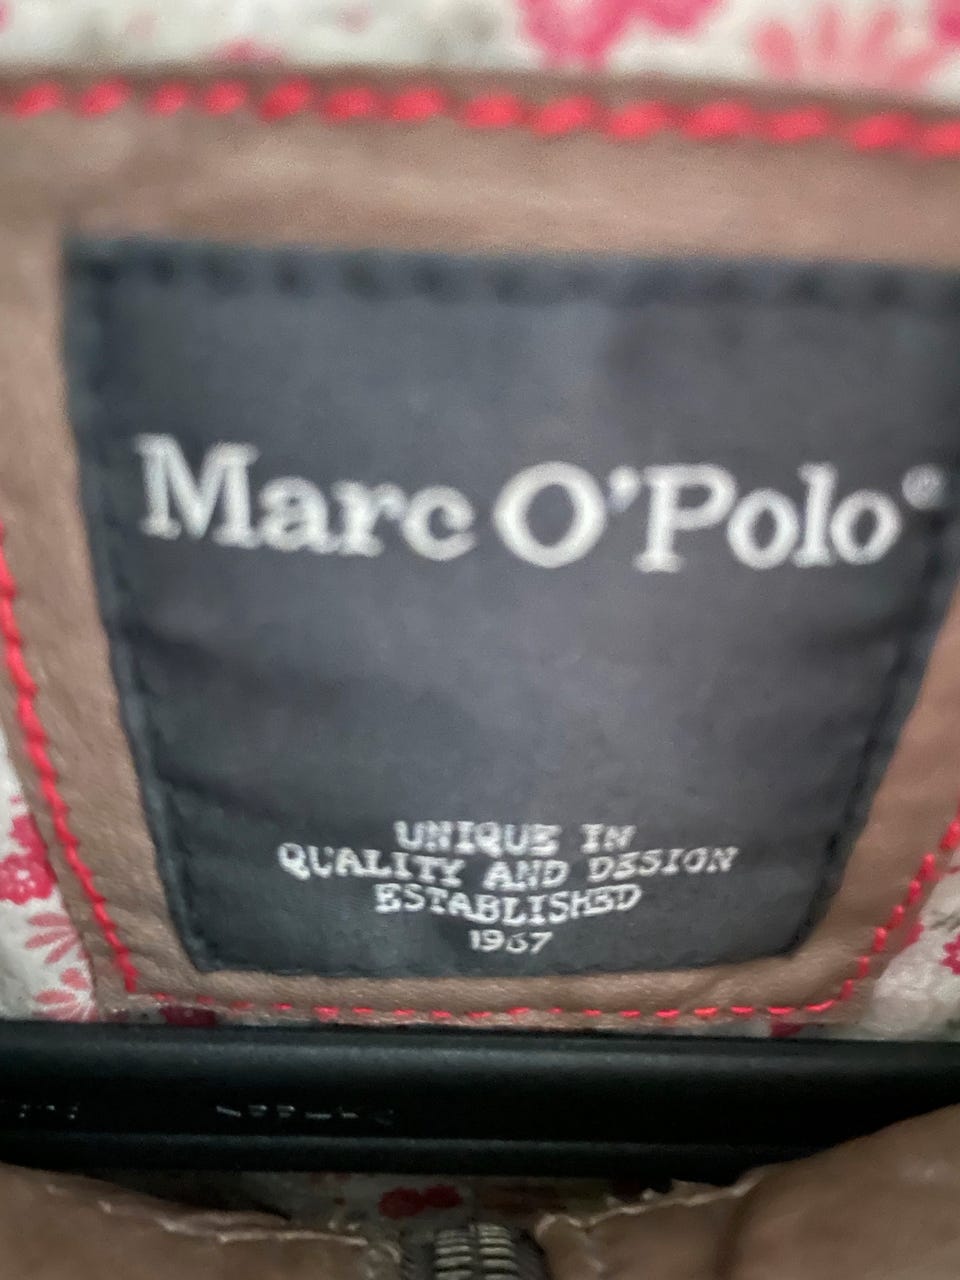 Marc O'Polo®
UNIQUE IN
QUALITY AND DESIGN
ESTABLISHED
1967